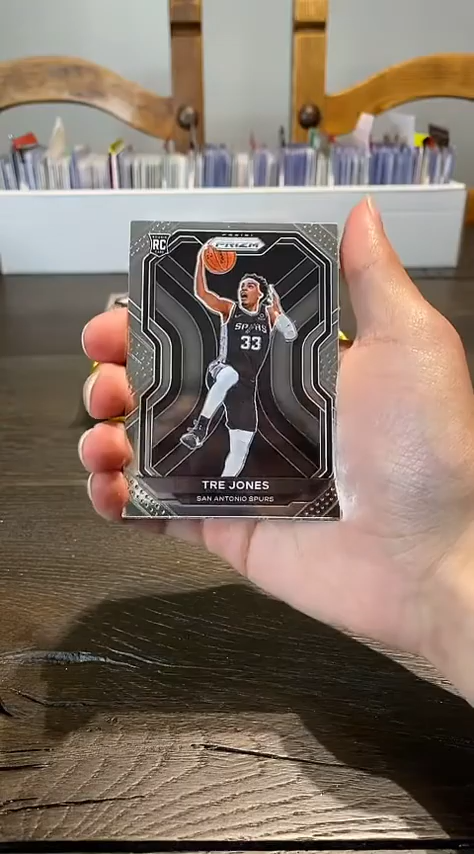 RC
PANINI
PRIZM
SPURS
33
TRE JONES
SAN ANTONIO SPURS